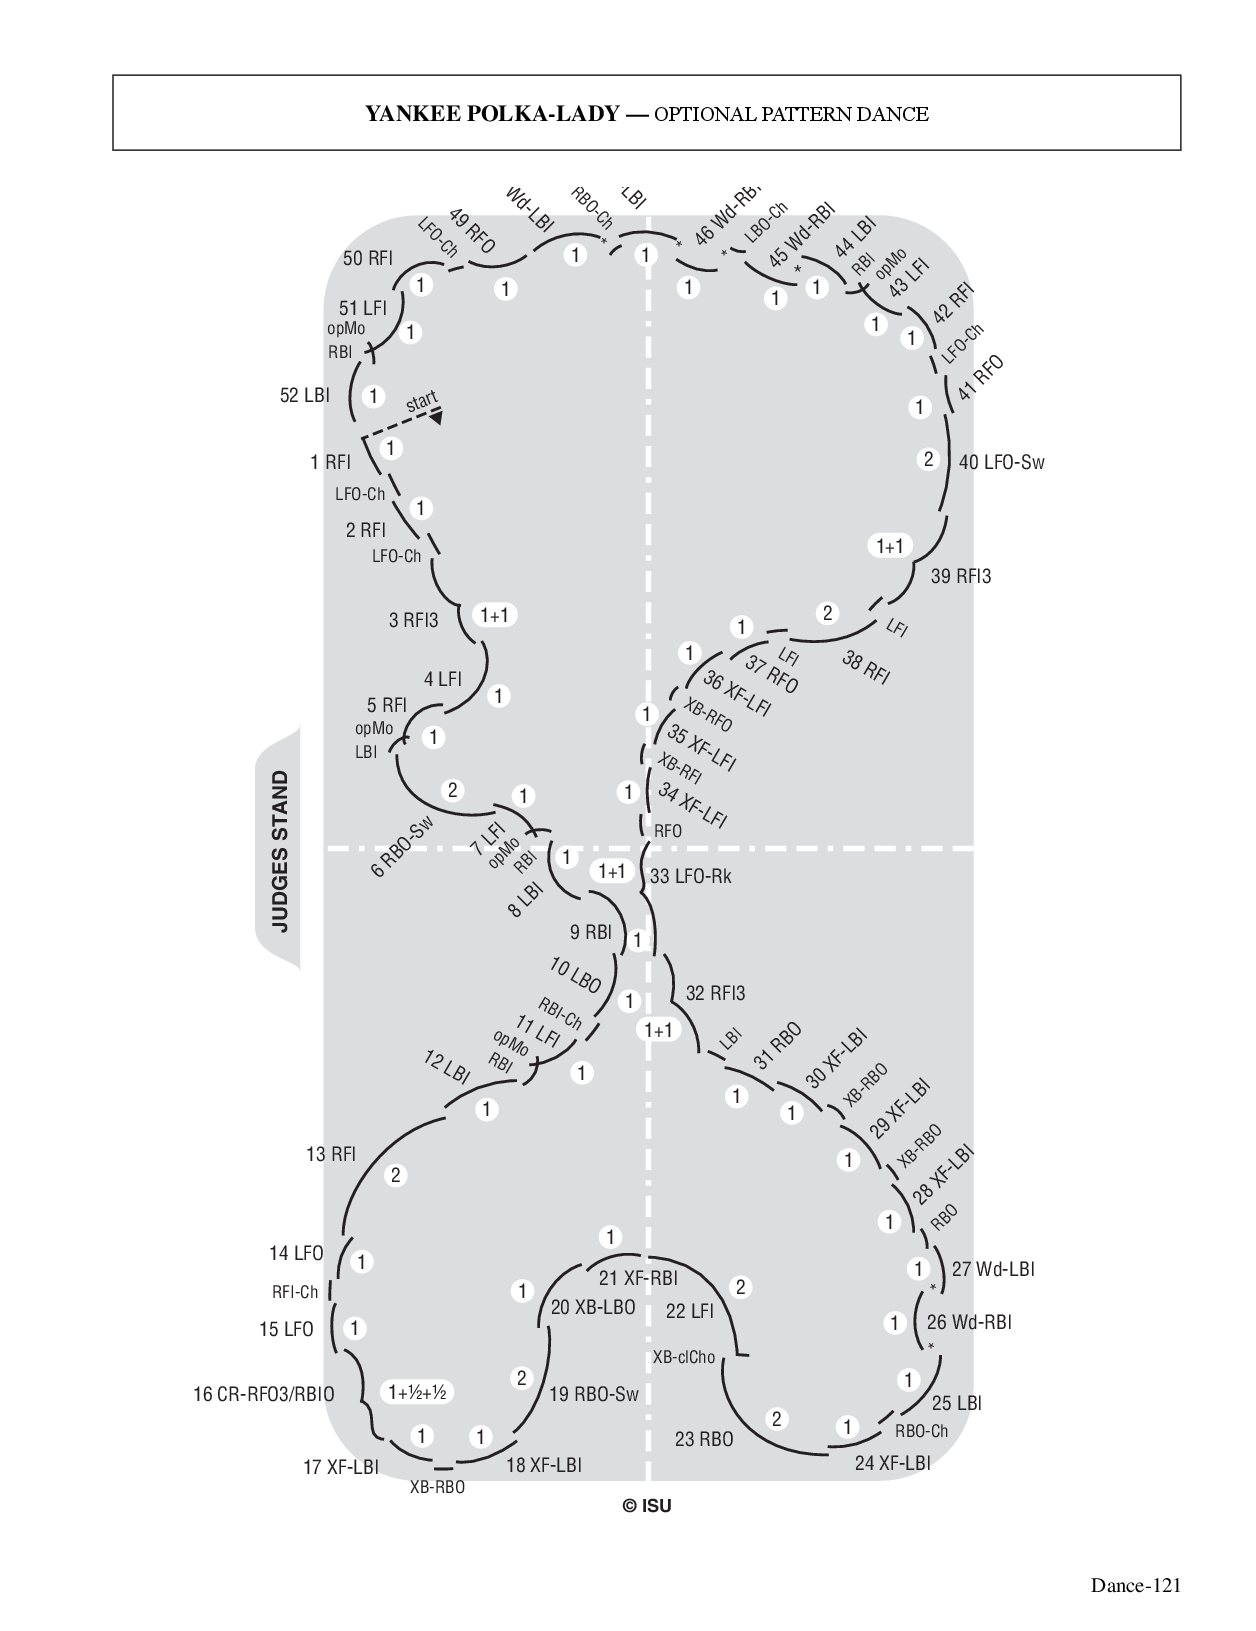 YANKEE POLKA-LADY — OPTIONAL PATTERN DANCE
LBI
RBO-Ch
Wd-LBI
49 RFO
LFO-Ch
50 RFI
51 LFI
opMo
RBI
52 LBI
start
1 RFI
LFO-Ch
2 RFI
LFO-Ch
3 RFI3
4 LFI
5 RFI
opMo
LBI
6 RBO-Sw
7 LFI
opMo
RBI
8 LBI
9 RBI
10 LBO
RBI-Ch
11 LFI
opMo
RBI
12 LBI
13 RFI
14 LFO
RFI-Ch
15 LFO
16 CR-RFO3/RBIO
17 XF-LBI
XB-RBO
18 XF-LBI
19 RBO-Sw
20 XB-LBO
21 XF-RBI
22 LFI
XB-clCho
23 RBO
24 XF-LBI
RBO-Ch
25 LBI
26 Wd-RBI
27 Wd-LBI
RBO
28 XF-LBI
XB-RBO
29 XF-LBI
XB-RBO
30 XF-LBI
31 RBO
LBI
32 RFI3
33 LFO-Rk
RFO
34 XF-LFI
XB-RFI
35 XF-LFI
XB-RFO
36 XF-LFI
37 RFO
LFI
38 RFI
LFI
39 RFI3
40 LFO-Sw
41 RFO
LFO-Ch
42 RFI
43 LFI
opMo
RBI
44 LBI
45 Wd-RBI
LBO-Ch
46 Wd-RBI
1
1
1
1
1
1
1
1
1+1
1
1
2
1
1
1
1
1
1
2
1
1
1+½+½
1
1
2
1
1
2
2
1
1
1
1
1
1
1
1
1+1
1
1+1
1
1
1
1
2
1+1
2
1
1
1
1
1
1
1
* * * * * *
JUDGES STAND
© ISU
Dance-121